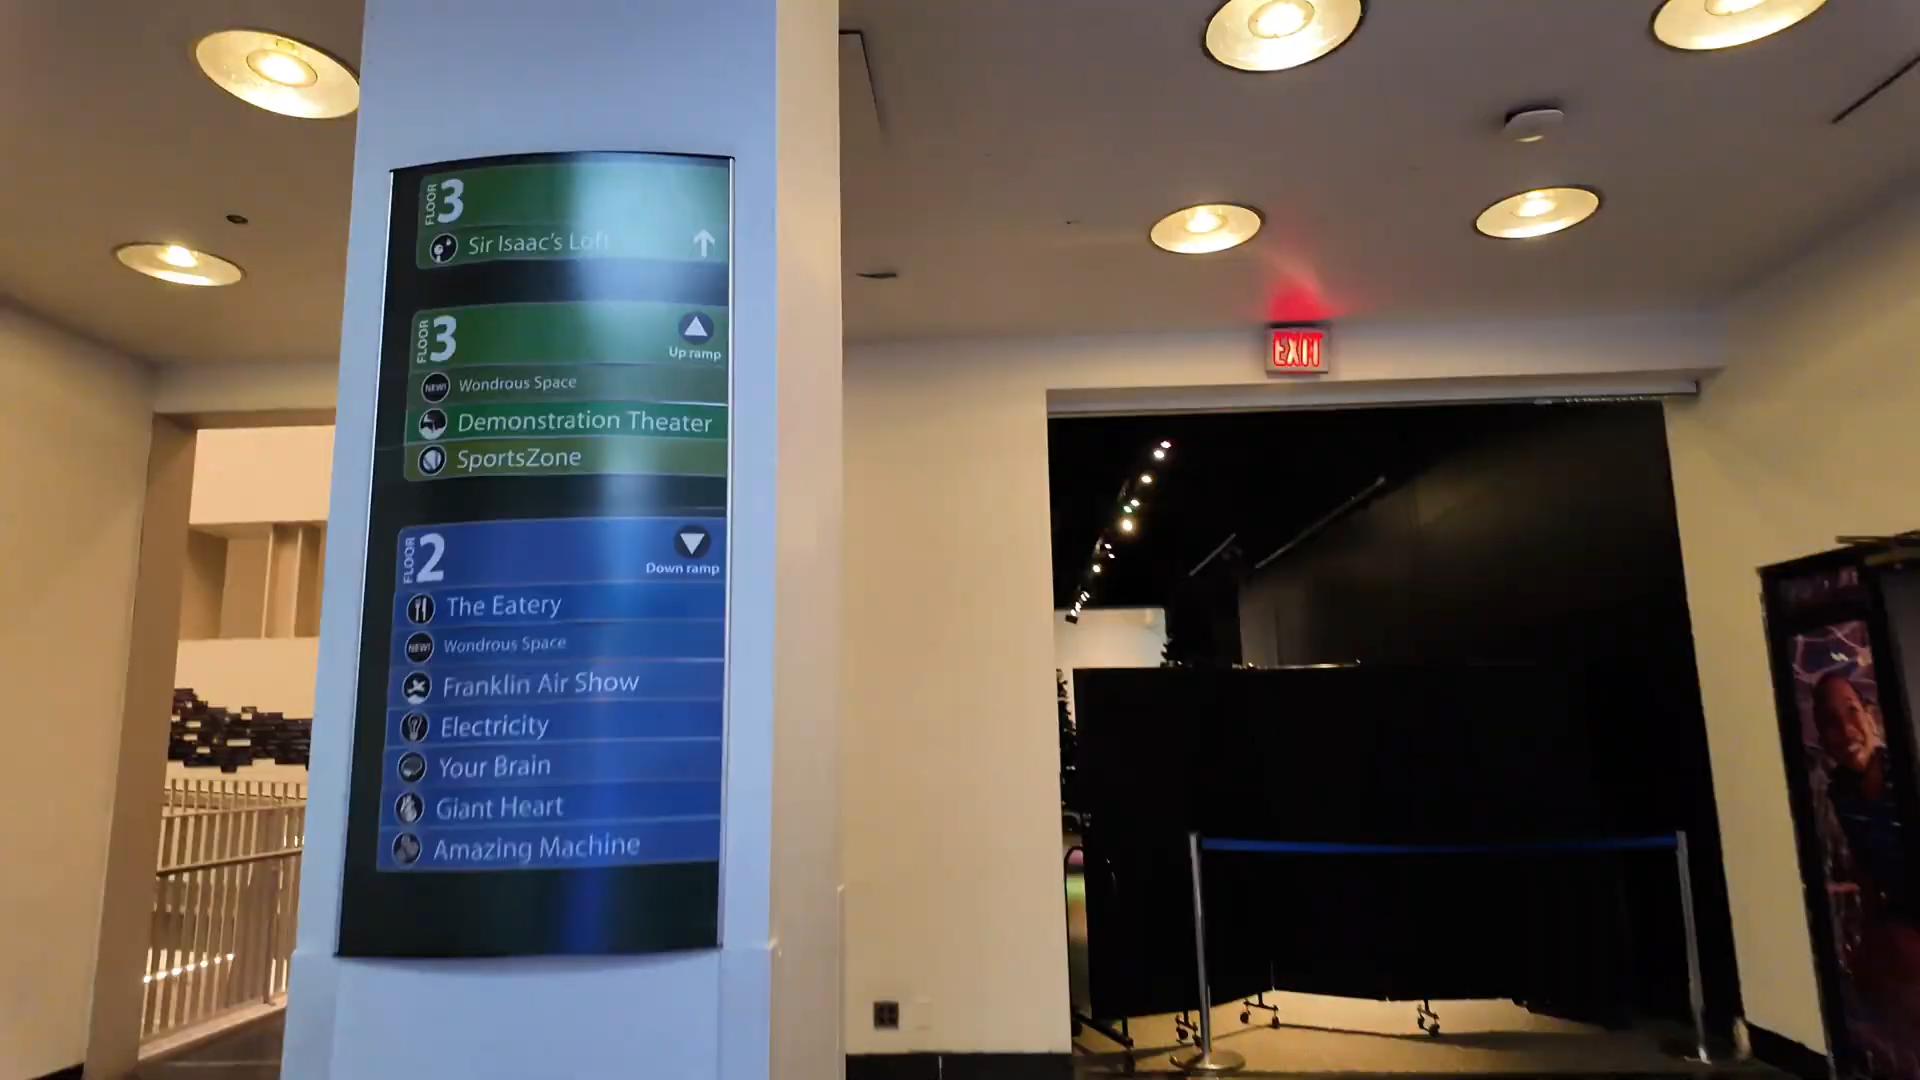 FLOOR 3
Sir Isaac's Loft
FLOOR 3
Up ramp
NEW! Wondrous Space
Demonstration Theater
SportsZone
FLOOR 2
Down ramp
The Eatery
NEW! Wondrous Space
Franklin Air Show
Electricity
Your Brain
Giant Heart
Amazing Machine
EXIT